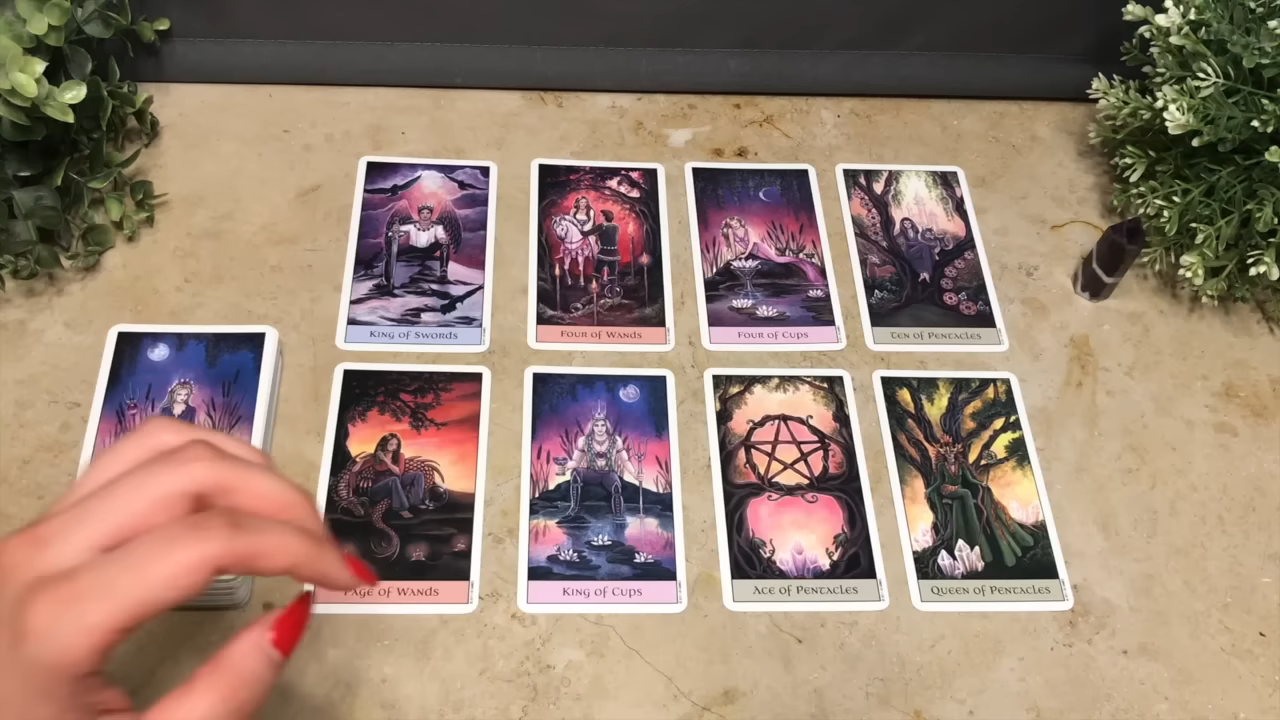 King of Swords
Four of Wands
Four of Cups
Ten of Pentacles
Page of Wands
King of Cups
Ace of Pentacles
Queen of Pentacles